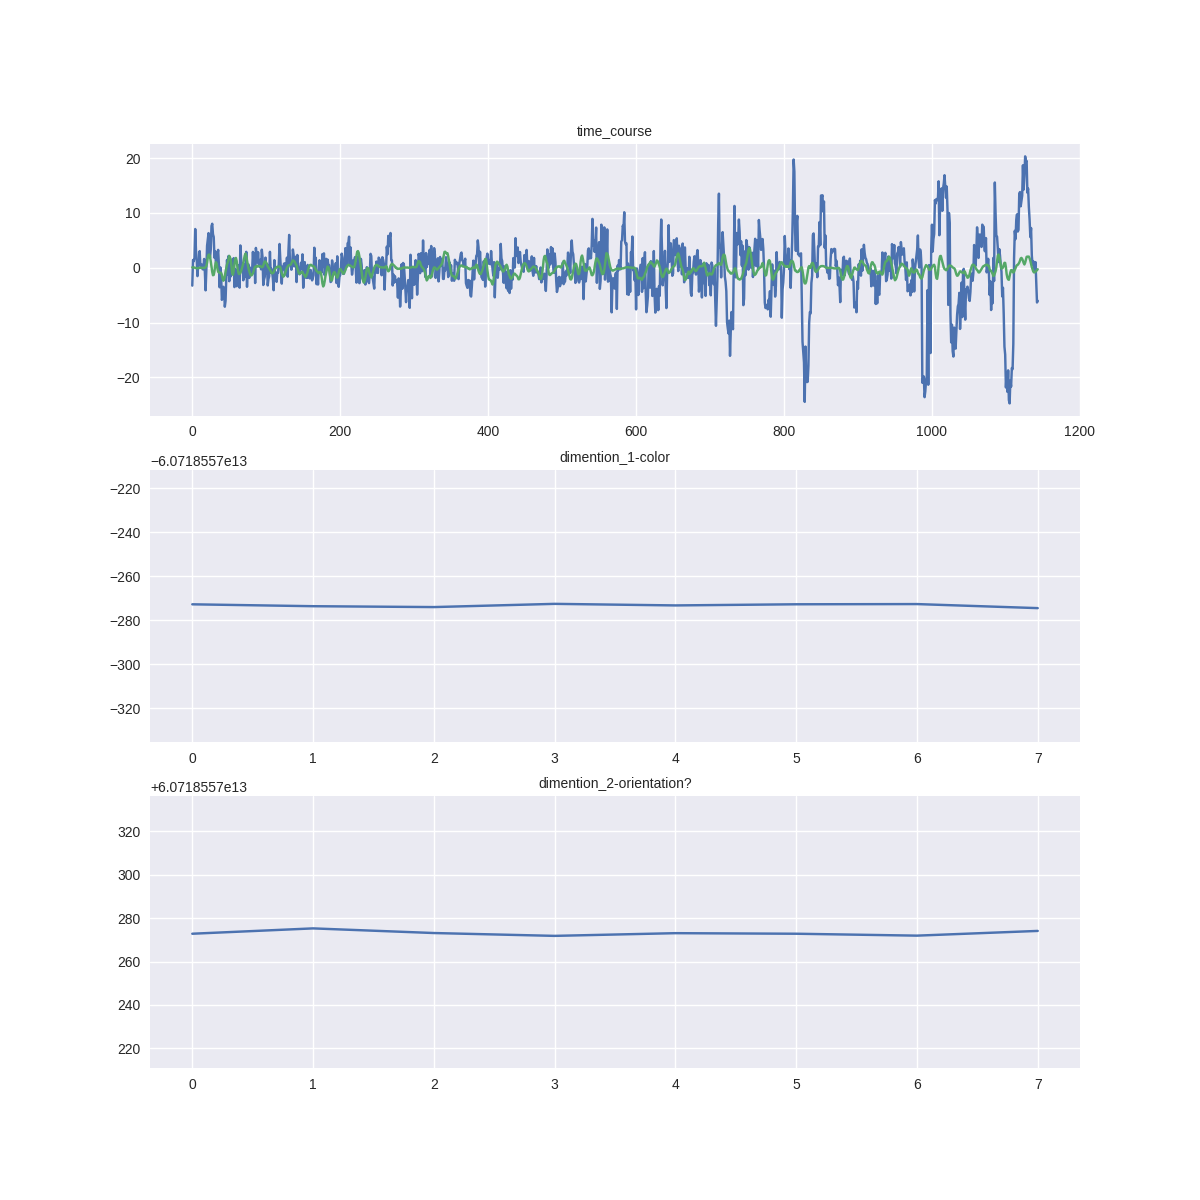 time_course
20
10
0
−10
−20
0 200 400 600 800 1000 1200
−6.0718557e13
dimention_1-color
−220
−240
−260
−280
−300
−320
0 1 2 3 4 5 6 7
+6.0718557e13
dimention_2-orientation?
320
300
280
260
240
220
0 1 2 3 4 5 6 7